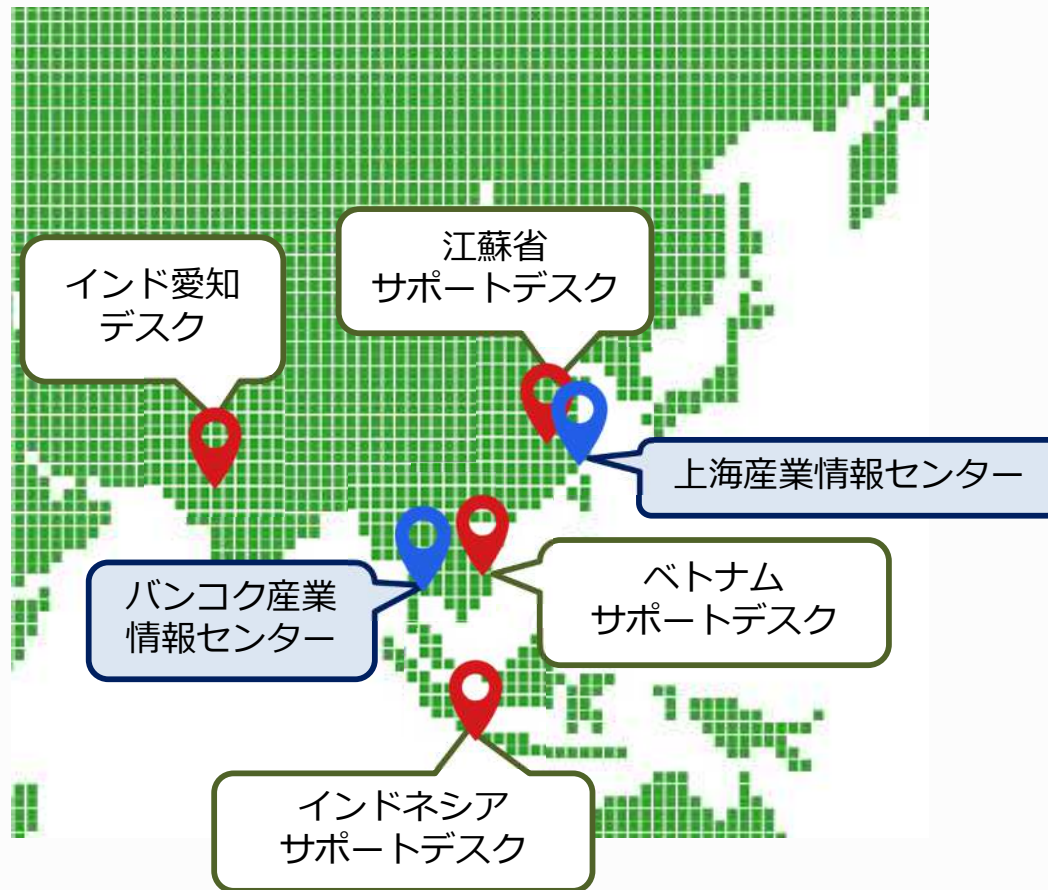 江蘇省
サポートデスク
インド愛知
デスク
上海産業情報センター
バンコク産業
情報センター
ベトナム
サポートデスク
インドネシア
サポートデスク